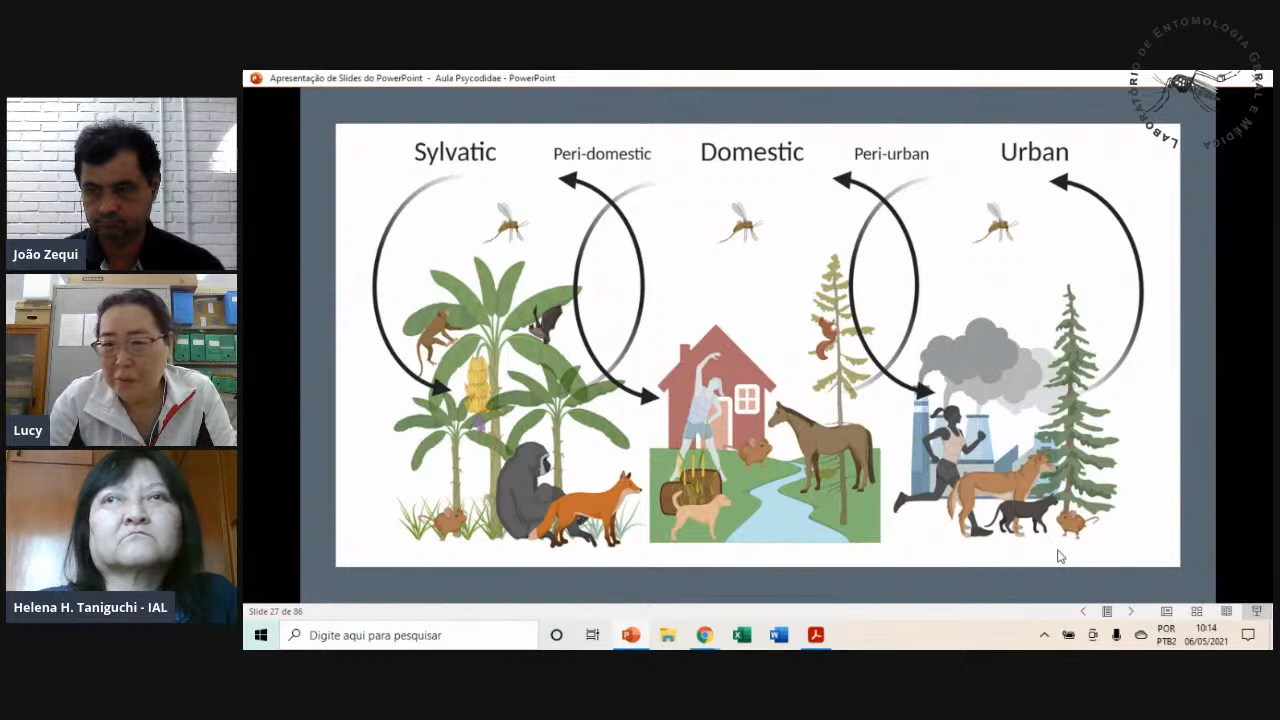 LABORATÓRIO DE ENTOMOLOGIA GERAL E MÉDICA
Apresentação de Slides do PowerPoint - Aula Psycodidae - PowerPoint
Sylvatic
Peri-domestic
Domestic
Peri-urban
Urban
João Zequi
Lucy
Helena H. Taniguchi - IAL
Slide 27 de 86
Digite aqui para pesquisar
POR
PTB2
10:14
06/05/2021